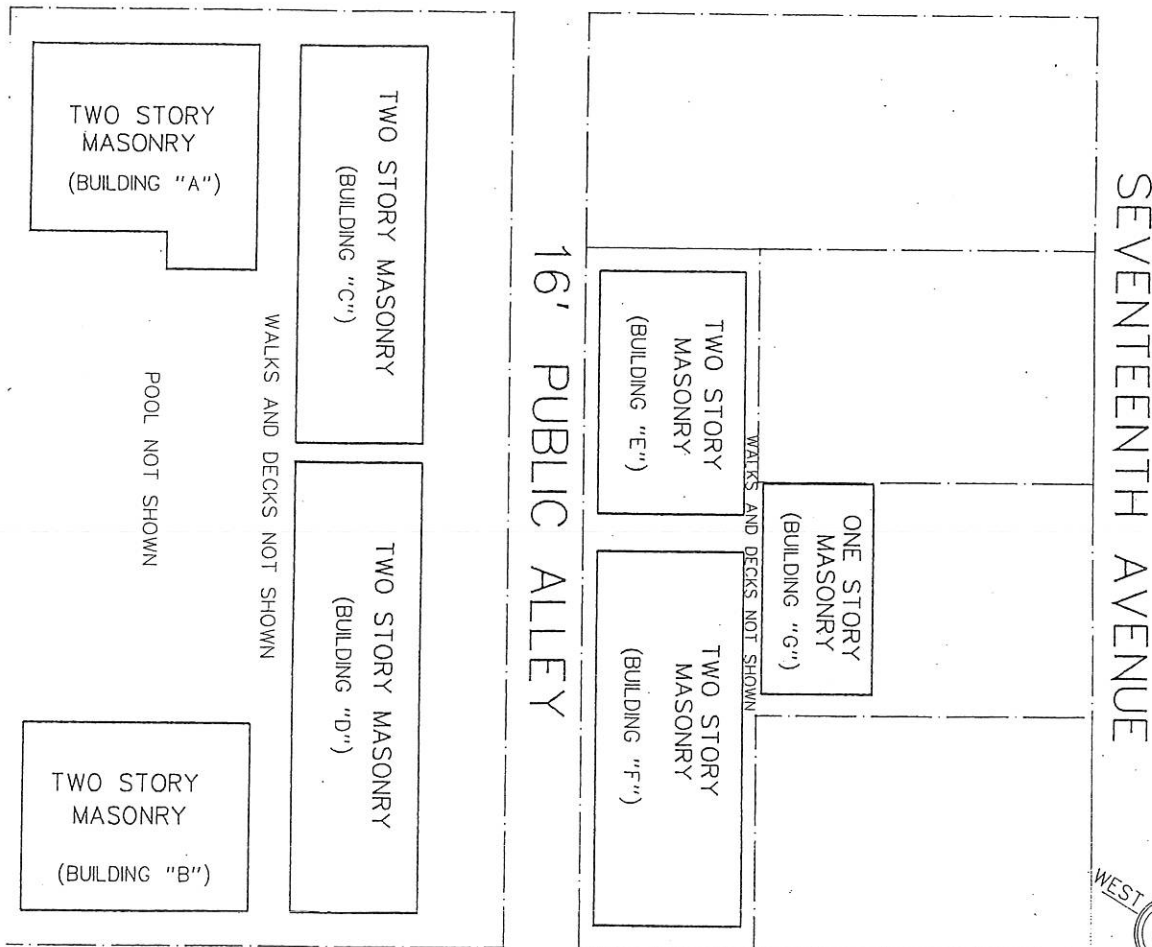 SEVENTEENTH AVENUE
TWO STORY
MASONRY
(BUILDING "A")
TWO STORY MASONRY
(BUILDING "C")
16' PUBLIC ALLEY
TWO STORY
MASONRY
(BUILDING "E")
WALKS AND DECKS NOT SHOWN
ONE STORY
MASONRY
(BUILDING "G")
WALKS AND DECKS NOT SHOWN
POOL NOT SHOWN
TWO STORY MASONRY
(BUILDING "D")
TWO STORY
MASONRY
(BUILDING "F")
TWO STORY
MASONRY
(BUILDING "B")
WEST